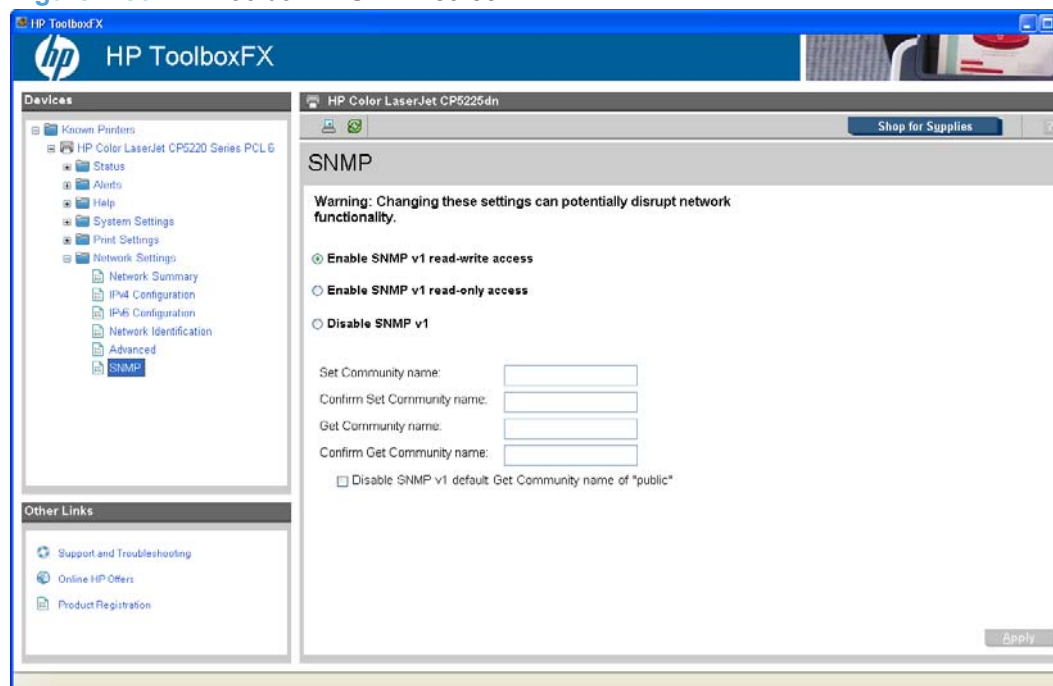 HP ToolboxFX
hp HP ToolboxFX
Devices
Known Printers
HP Color LaserJet CP5220 Series PCL 6
Status
Alerts
Help
System Settings
Print Settings
Network Settings
Network Summary
IPv4 Configuration
IPv6 Configuration
Network Identification
Advanced
SNMP
Other Links
Support and Troubleshooting
Online HP Offers
Product Registration
HP Color LaserJet CP5225dn
Shop for Supplies
SNMP
Warning: Changing these settings can potentially disrupt network
functionality.
Enable SNMP v1 read-write access
Enable SNMP v1 read-only access
Disable SNMP v1
Set Community name:
Confirm Set Community name:
Get Community name:
Confirm Get Community name:
Disable SNMP v1 default Get Community name of "public"
Apply